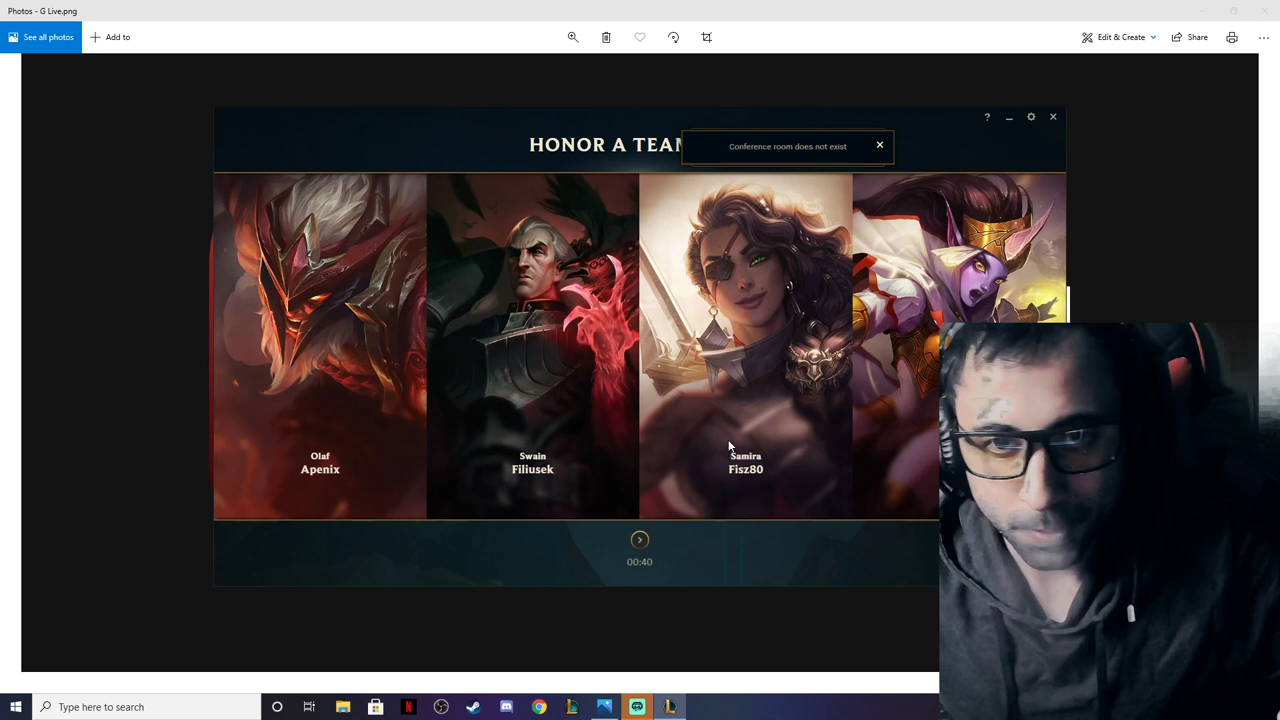 Photos - G Live.png
See all photos
Add to
Edit & Create
Share
HONOR A TEAM
Conference room does not exist
Olaf
Apenix
Swain
Filiusek
Samira
Fisz80
00:40
Type here to search